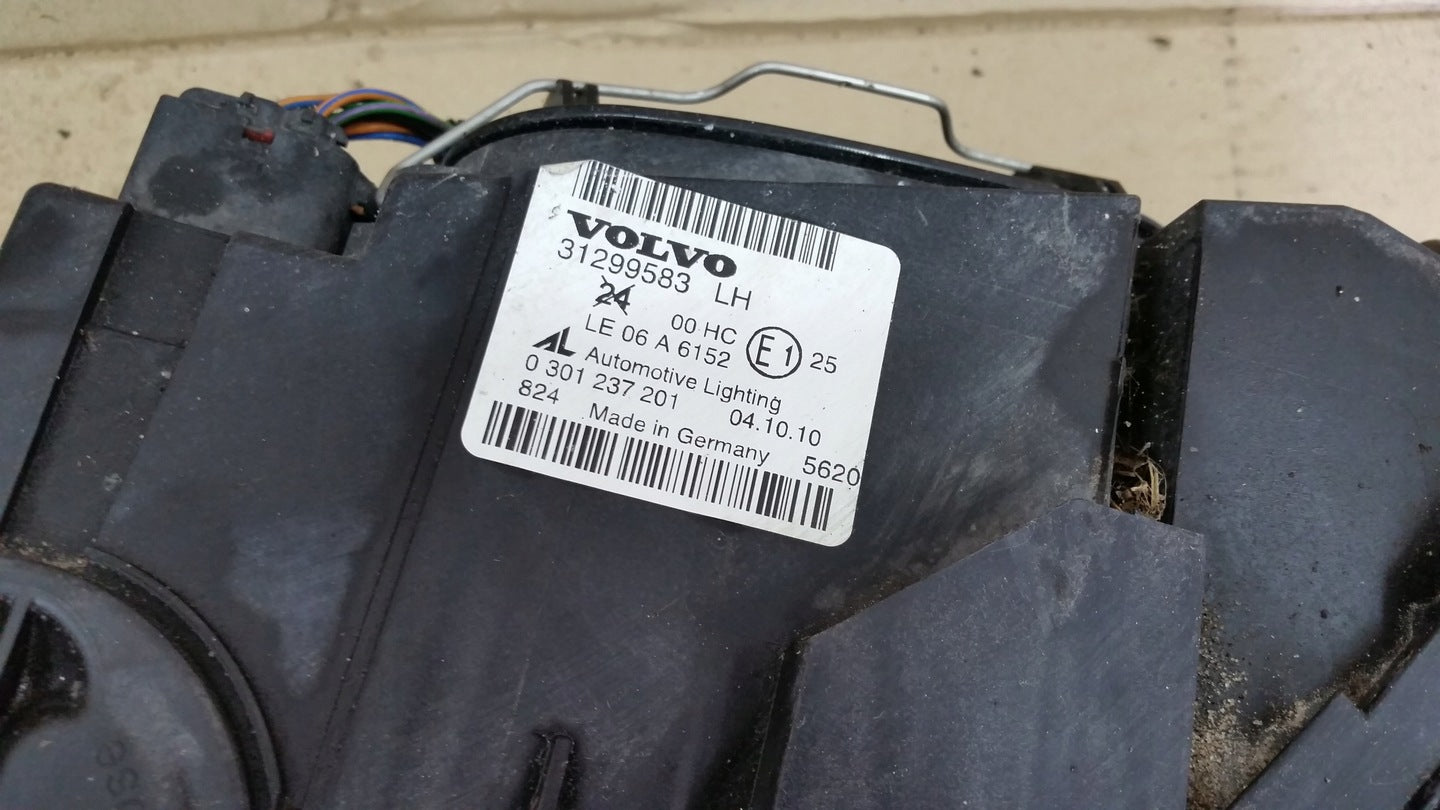 VOLVO
31299583 LH
24
00 HC
LE 06 A 6152
E1 25
AL Automotive Lighting
0 301 237 201 04.10.10
824 Made in Germany 5620